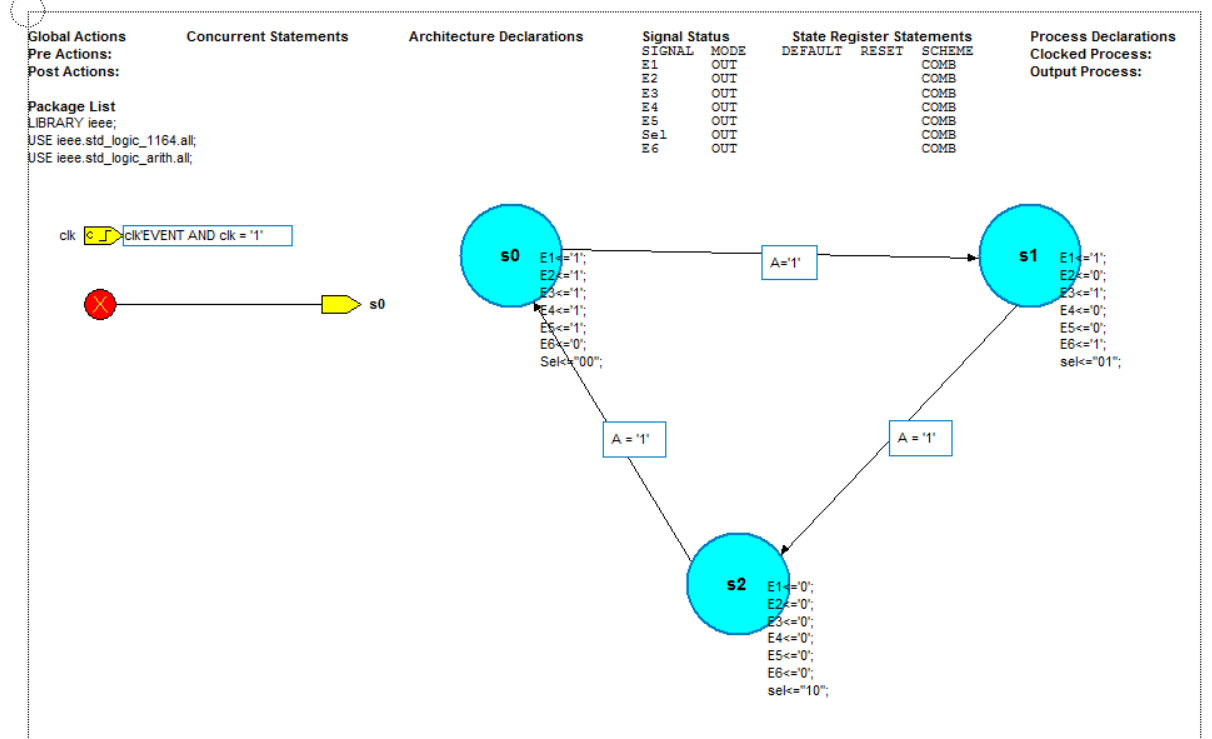 Global Actions
Pre Actions:
Post Actions:
Package List
LIBRARY ieee;
USE ieee.std_logic_1164.all;
USE ieee.std_logic_arith.all;
Concurrent Statements
Architecture Declarations
Signal Status
SIGNAL MODE
E1 OUT
E2 OUT
E3 OUT
E4 OUT
E5 OUT
Sel OUT
E6 OUT
State Register Statements
DEFAULT RESET SCHEME
COMB
COMB
COMB
COMB
COMB
COMB
COMB
Process Declarations
Clocked Process:
Output Process:
clk
C
clk'EVENT AND clk = '1'
s0
s0
E1<='1';
E2<='1';
E3<='1';
E4<='1';
E5<='1';
E6<='0';
Sel<="00";
A='1'
s1
E1<='1';
E2<='0';
E3<='1';
E4<='0';
E5<='0';
E6<='1';
sel<="01";
A = '1'
A = '1'
s2
E1<='0';
E2<='0';
E3<='0';
E4<='0';
E5<='0';
E6<='0';
sel<="10";